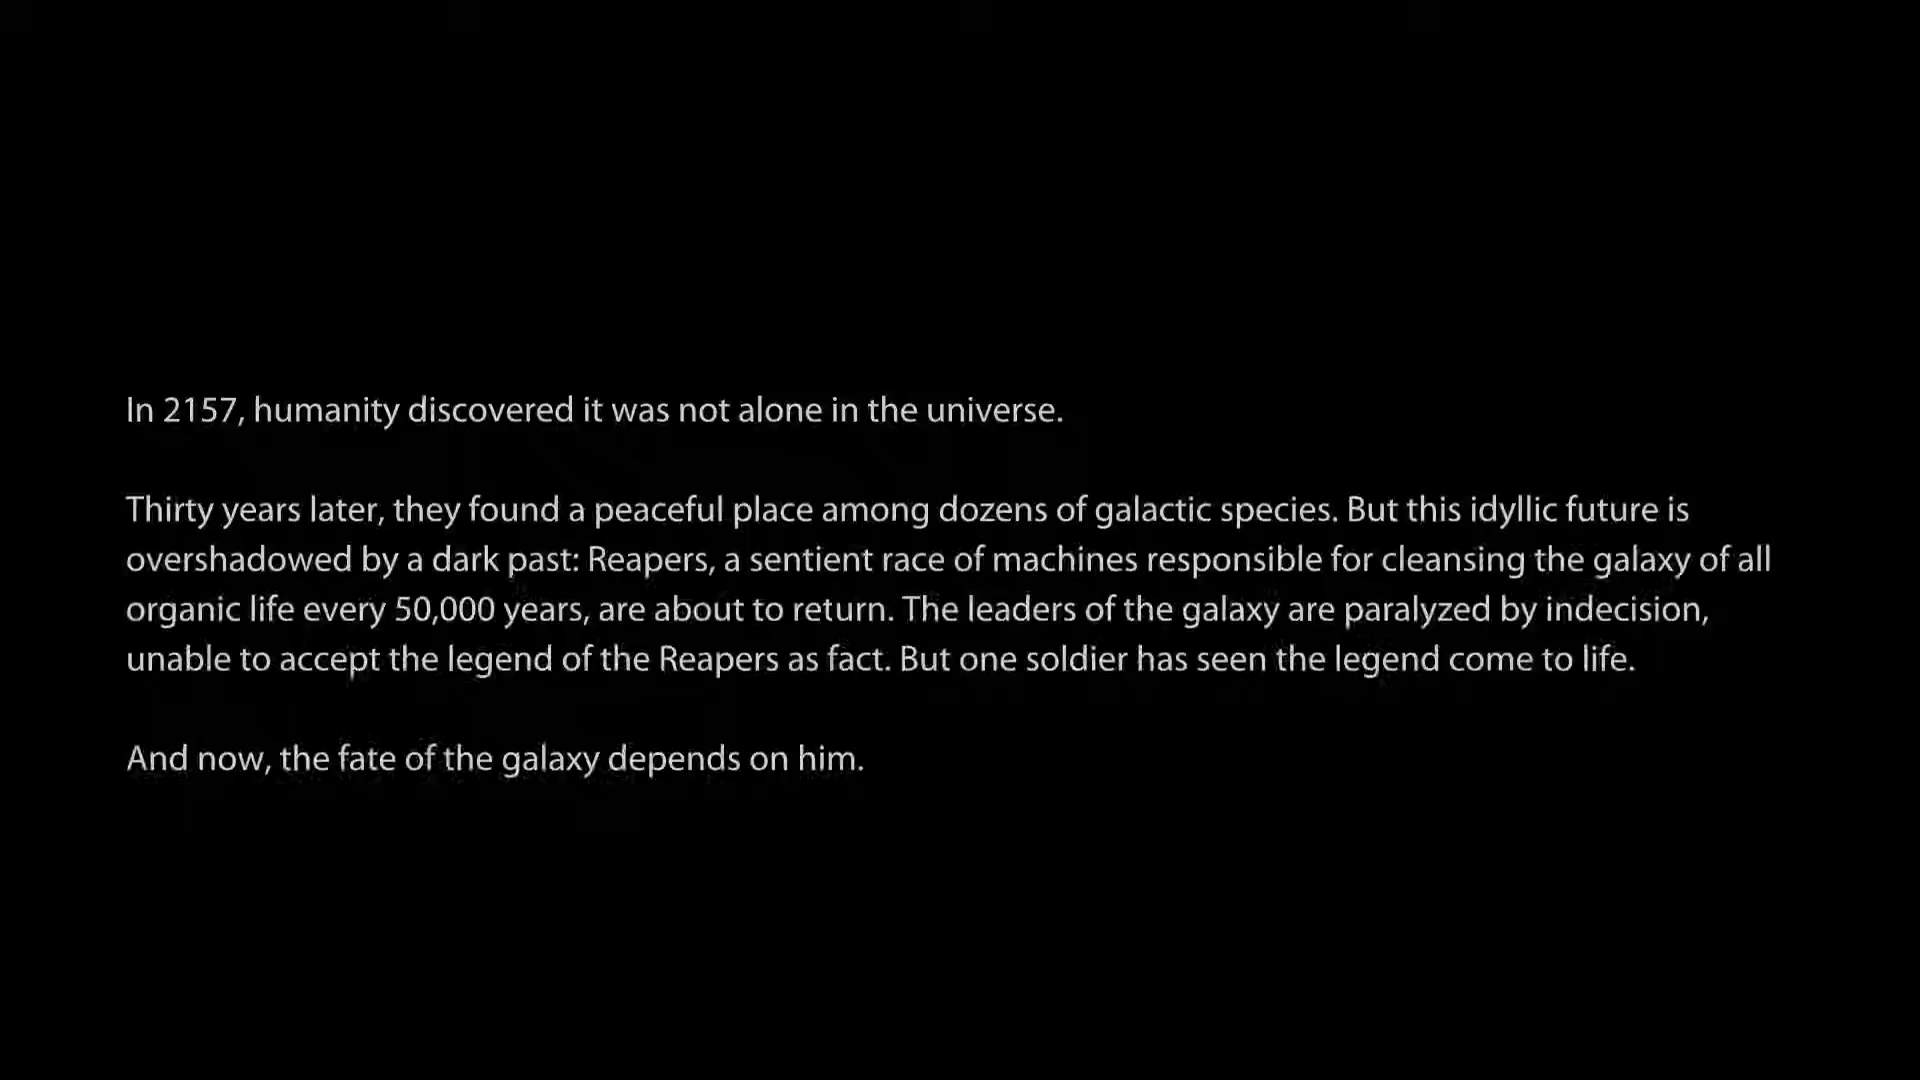 In 2157, humanity discovered it was not alone in the universe.
Thirty years later, they found a peaceful place among dozens of galactic species. But this idyllic future is
overshadowed by a dark past: Reapers, a sentient race of machines responsible for cleansing the galaxy of all
organic life every 50,000 years, are about to return. The leaders of the galaxy are paralyzed by indecision,
unable to accept the legend of the Reapers as fact. But one soldier has seen the legend come to life.
And now, the fate of the galaxy depends on him.